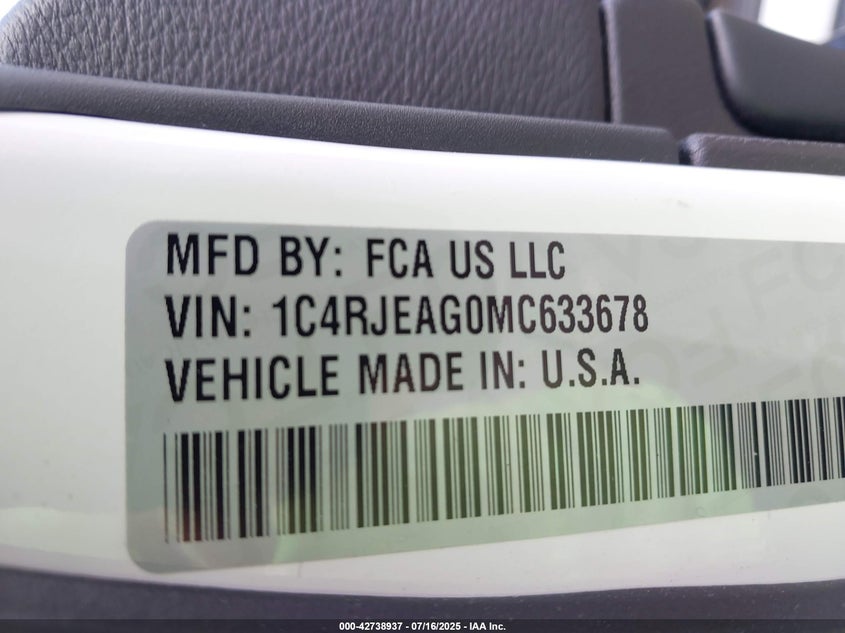 MFD BY: FCA US LLC
VIN: 1C4RJEAG0MC633678
VEHICLE MADE IN: U.S.A.
000-42738937 - 07/16/2025 - IAA Inc.